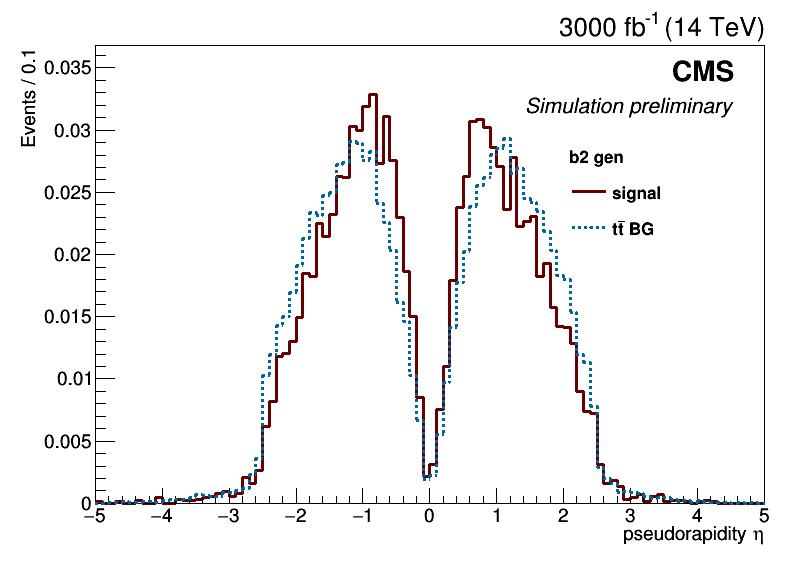 3000 fb-1 (14 TeV)
CMS
Simulation preliminary
b2 gen
signal
tt̄ BG
Events / 0.1
0.035
0.03
0.025
0.02
0.015
0.01
0.005
0
−5 −4 −3 −2 −1 0 1 2 3 4 5
pseudorapidity η